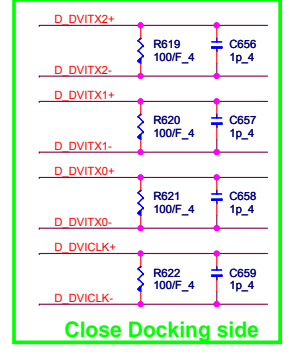 D_DVITX2+
R619 C656
100/F_4 1p_4
D_DVITX2-
D_DVITX1+
R620 C657
100/F_4 1p_4
D_DVITX1-
D_DVITX0+
R621 C658
100/F_4 1p_4
D_DVITX0-
D_DVICLK+
R622 C659
100/F_4 1p_4
D_DVICLK-
Close Docking side